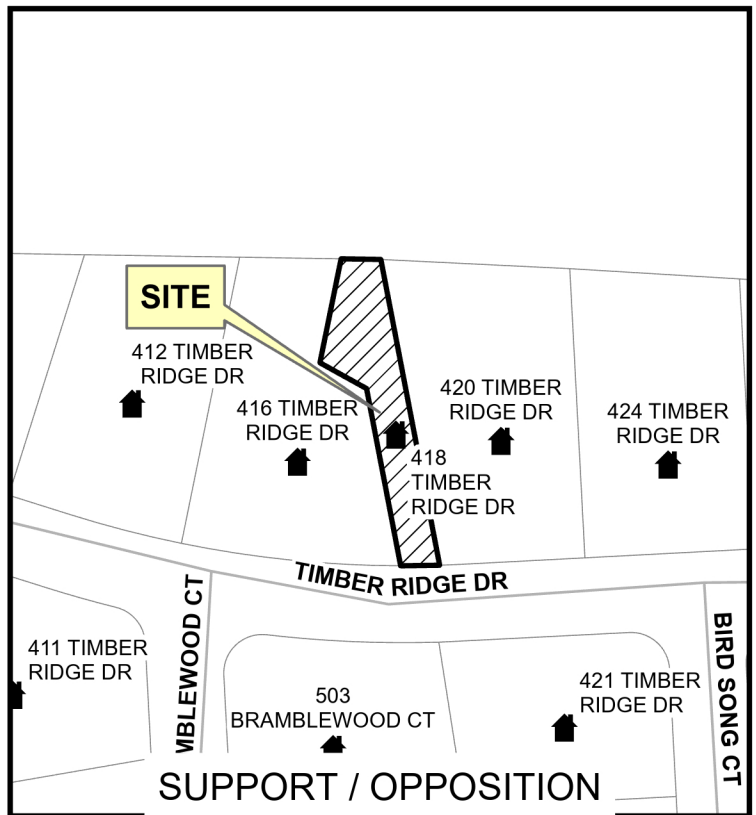 SITE
412 TIMBER
RIDGE DR
416 TIMBER
RIDGE DR
420 TIMBER
RIDGE DR
424 TIMBER
RIDGE DR
418
TIMBER
RIDGE DR
TIMBER RIDGE DR
MBLEWOOD CT
BIRD SONG CT
411 TIMBER
RIDGE DR
503
BRAMBLEWOOD CT
421 TIMBER
RIDGE DR
SUPPORT / OPPOSITION